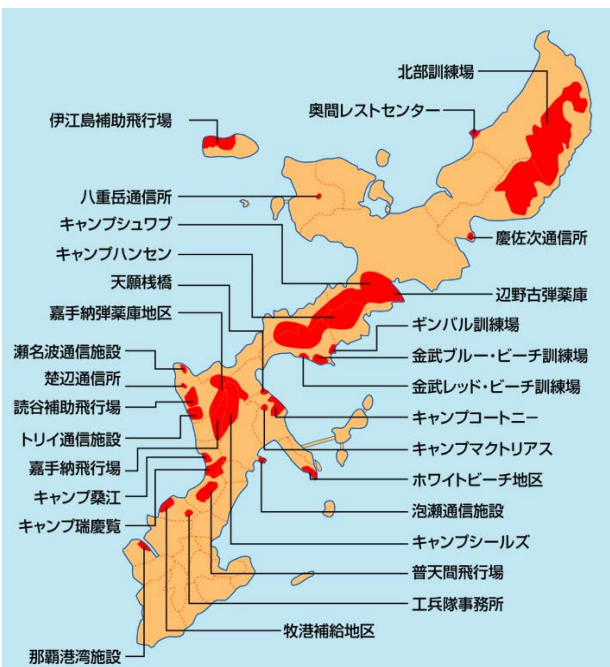 北部訓練場
奥間レストセンター
伊江島補助飛行場
八重岳通信所
キャンプシュワブ
慶佐次通信所
キャンプハンセン
天願桟橋
辺野古弾薬庫
嘉手納弾薬庫地区
ギンバル訓練場
瀬名波通信施設
金武ブルー・ビーチ訓練場
楚辺通信所
金武レッド・ビーチ訓練場
読谷補助飛行場
キャンプコートニー
トリイ通信施設
キャンプマクトリアス
嘉手納飛行場
ホワイトビーチ地区
キャンプ桑江
泡瀬通信施設
キャンプ瑞慶覧
キャンプシールズ
普天間飛行場
工兵隊事務所
牧港補給地区
那覇港湾施設